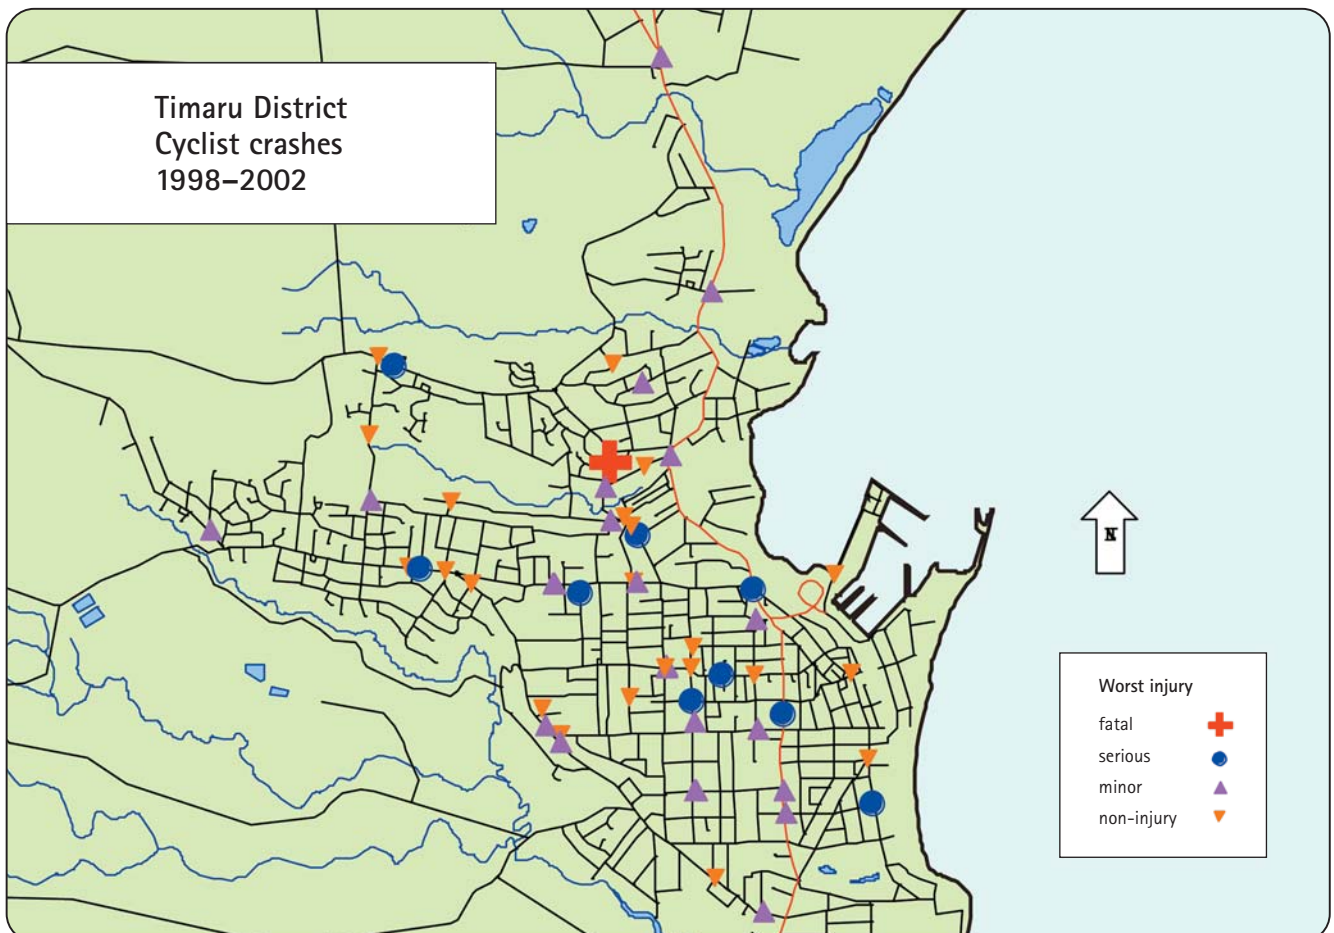 Timaru District
Cyclist crashes
1998–2002
N
Worst injury
fatal
serious
minor
non-injury